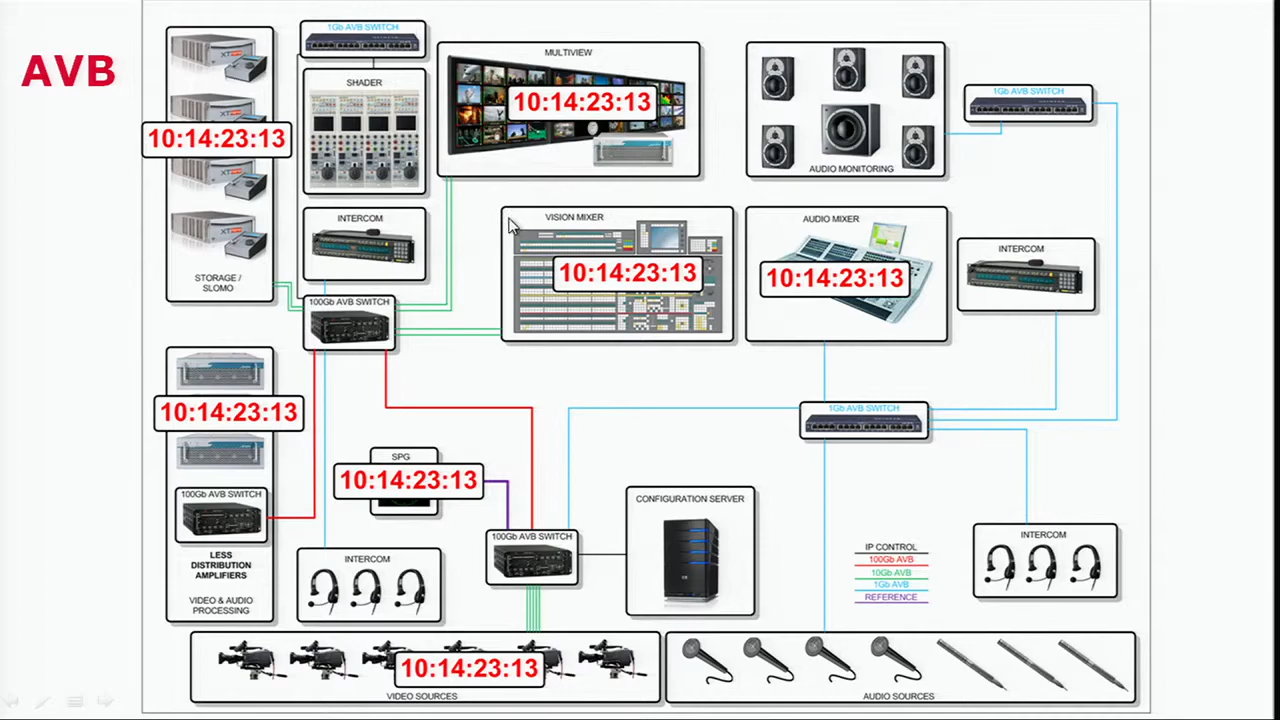 AVB
1Gb AVB SWITCH
SHADER
INTERCOM
10:14:23:13
STORAGE /
SLOMO
MULTIVIEW
10:14:23:13
AUDIO MONITORING
1Gb AVB SWITCH
VISION MIXER
10:14:23:13
AUDIO MIXER
10:14:23:13
INTERCOM
100Gb AVB SWITCH
10:14:23:13
100Gb AVB SWITCH
LESS
DISTRIBUTION
AMPLIFIERS
VIDEO & AUDIO
PROCESSING
SPG
10:14:23:13
1Gb AVB SWITCH
100Gb AVB SWITCH
CONFIGURATION SERVER
INTERCOM
IP CONTROL
100Gb AVB
10Gb AVB
1Gb AVB
REFERENCE
INTERCOM
10:14:23:13
VIDEO SOURCES
AUDIO SOURCES